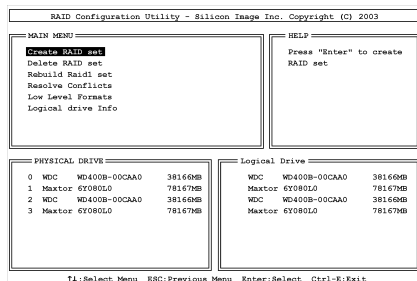 RAID Configuration Utility - Silicon Image Inc. Copyright (C) 2003
MAIN MENU
Create RAID set
Delete RAID set
Rebuild Raid1 set
Resolve Conflicts
Low Level Formats
Logical drive Info
HELP
Press "Enter" to create
RAID set
PHYSICAL DRIVE
0 WDC WD400B-00CAA0 38166MB
1 Maxtor 6Y080L0 78167MB
2 WDC WD400B-00CAA0 38166MB
3 Maxtor 6Y080L0 78167MB
Logical Drive
WDC WD400B-00CAA0 38166MB
Maxtor 6Y080L0 78167MB
WDC WD400B-00CAA0 38166MB
Maxtor 6Y080L0 78167MB
↑↓:Select Menu ESC:Previous Menu Enter:Select Ctrl-E:Exit